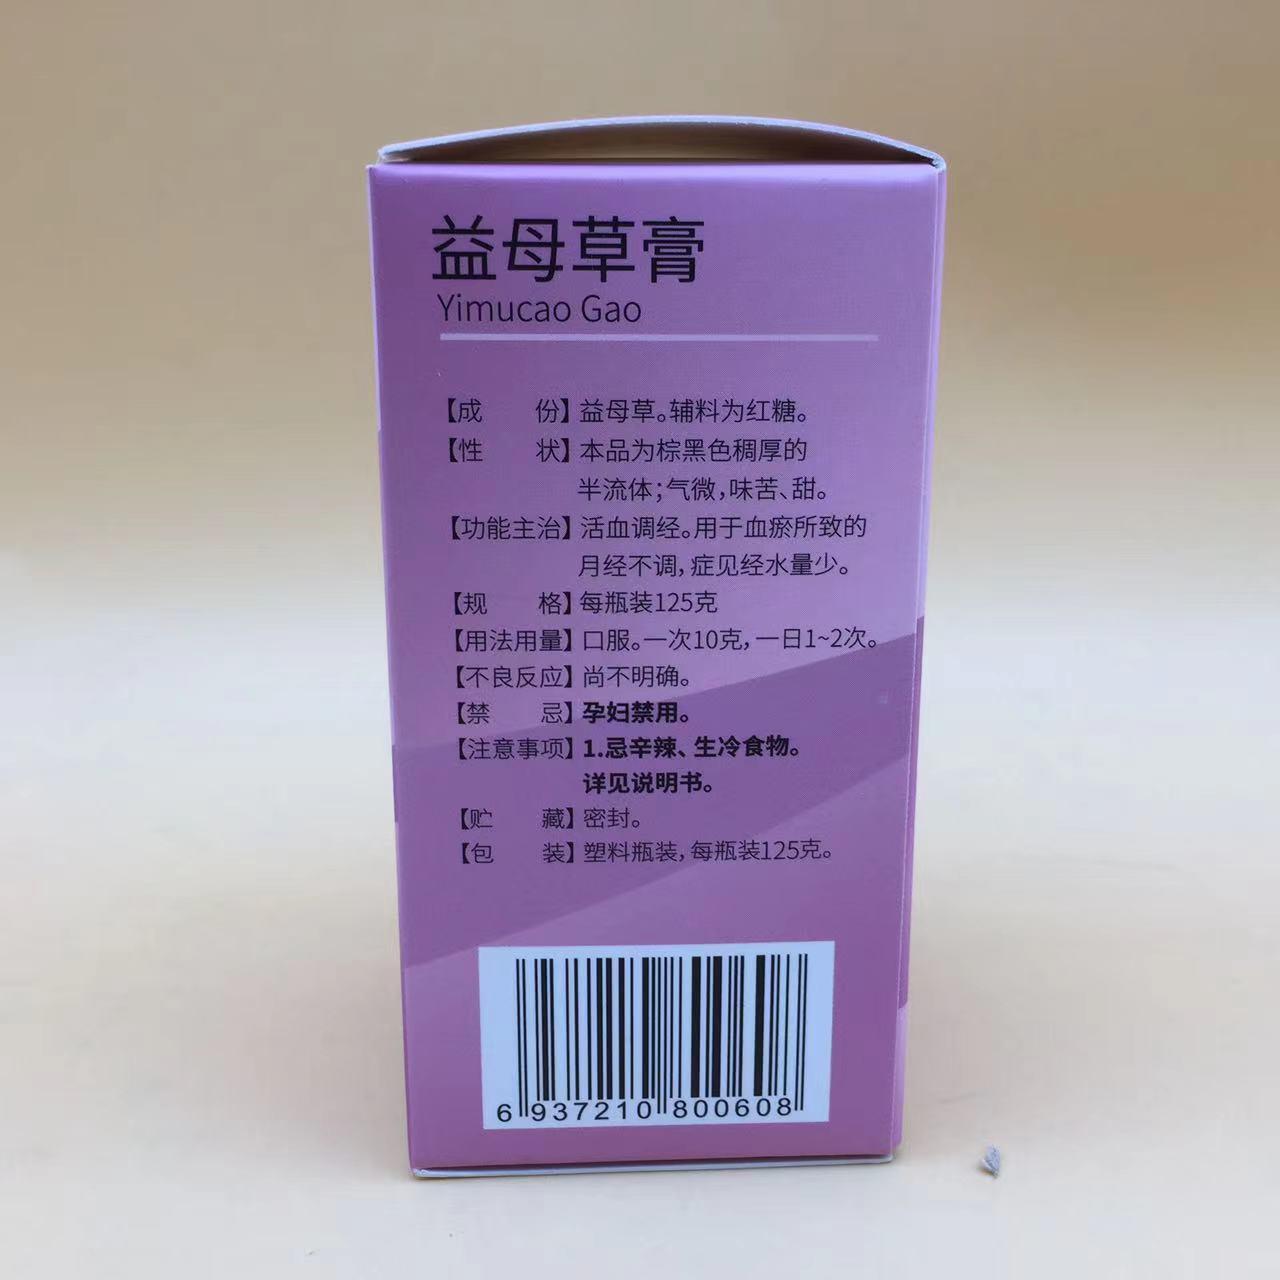 益母草膏
Yimucao Gao
【成　　份】益母草。辅料为红糖。
【性　　状】本品为棕黑色稠厚的
半流体；气微，味苦、甜。
【功能主治】活血调经。用于血瘀所致的
月经不调，症见经水量少。
【规　　格】每瓶装125克
【用法用量】口服。一次10克，一日1~2次。
【不良反应】尚不明确。
【禁　　忌】孕妇禁用。
【注意事项】1.忌辛辣、生冷食物。
详见说明书。
【贮　　藏】密封。
【包　　装】塑料瓶装，每瓶装125克。
6 937210 800608